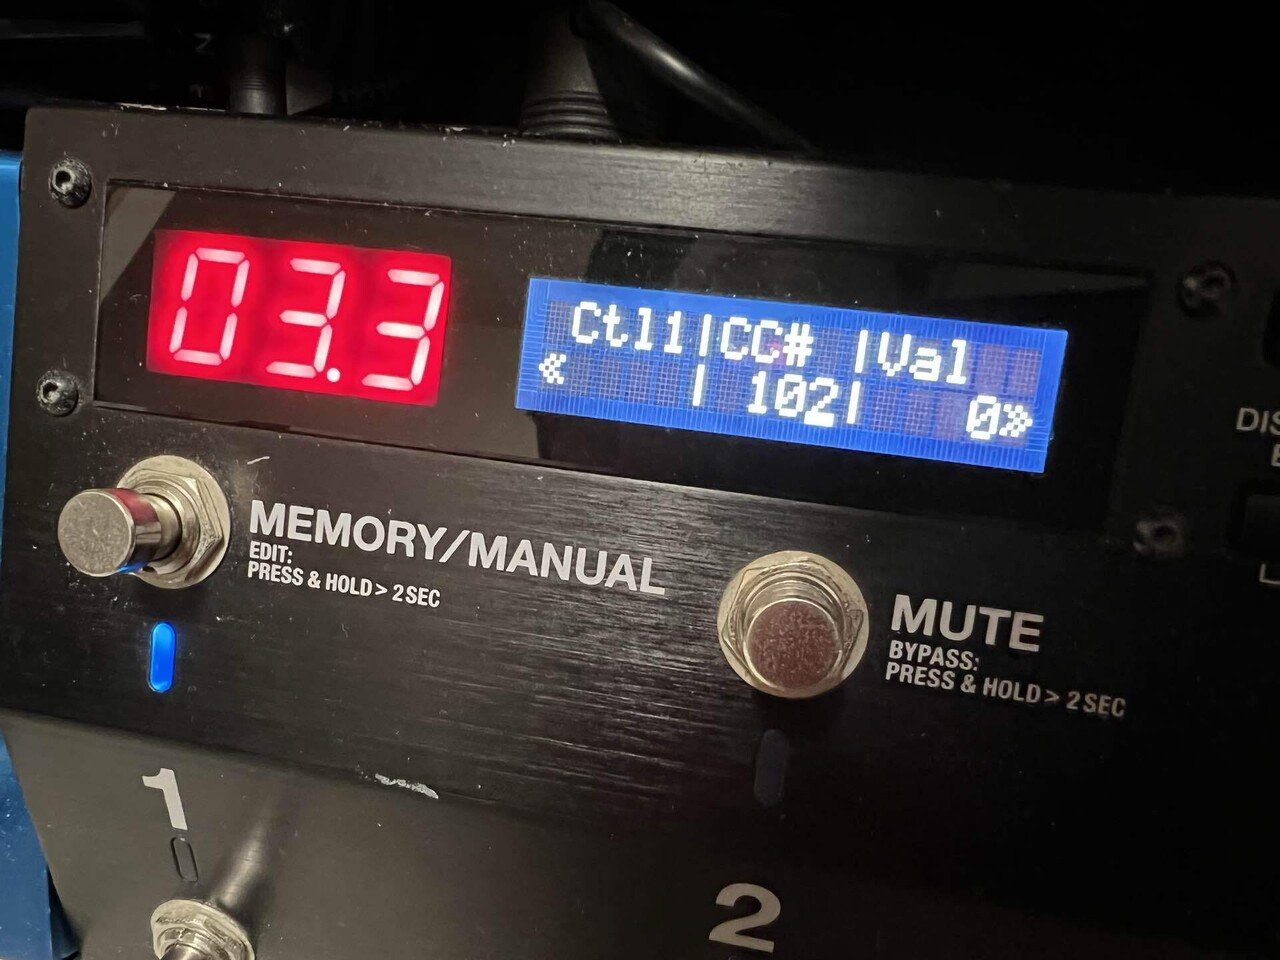 03.3
Ctl1|CC# |Val
« | 102| 0»
MEMORY/MANUAL
EDIT:
PRESS & HOLD > 2 SEC
MUTE
BYPASS:
PRESS & HOLD > 2 SEC
1
2